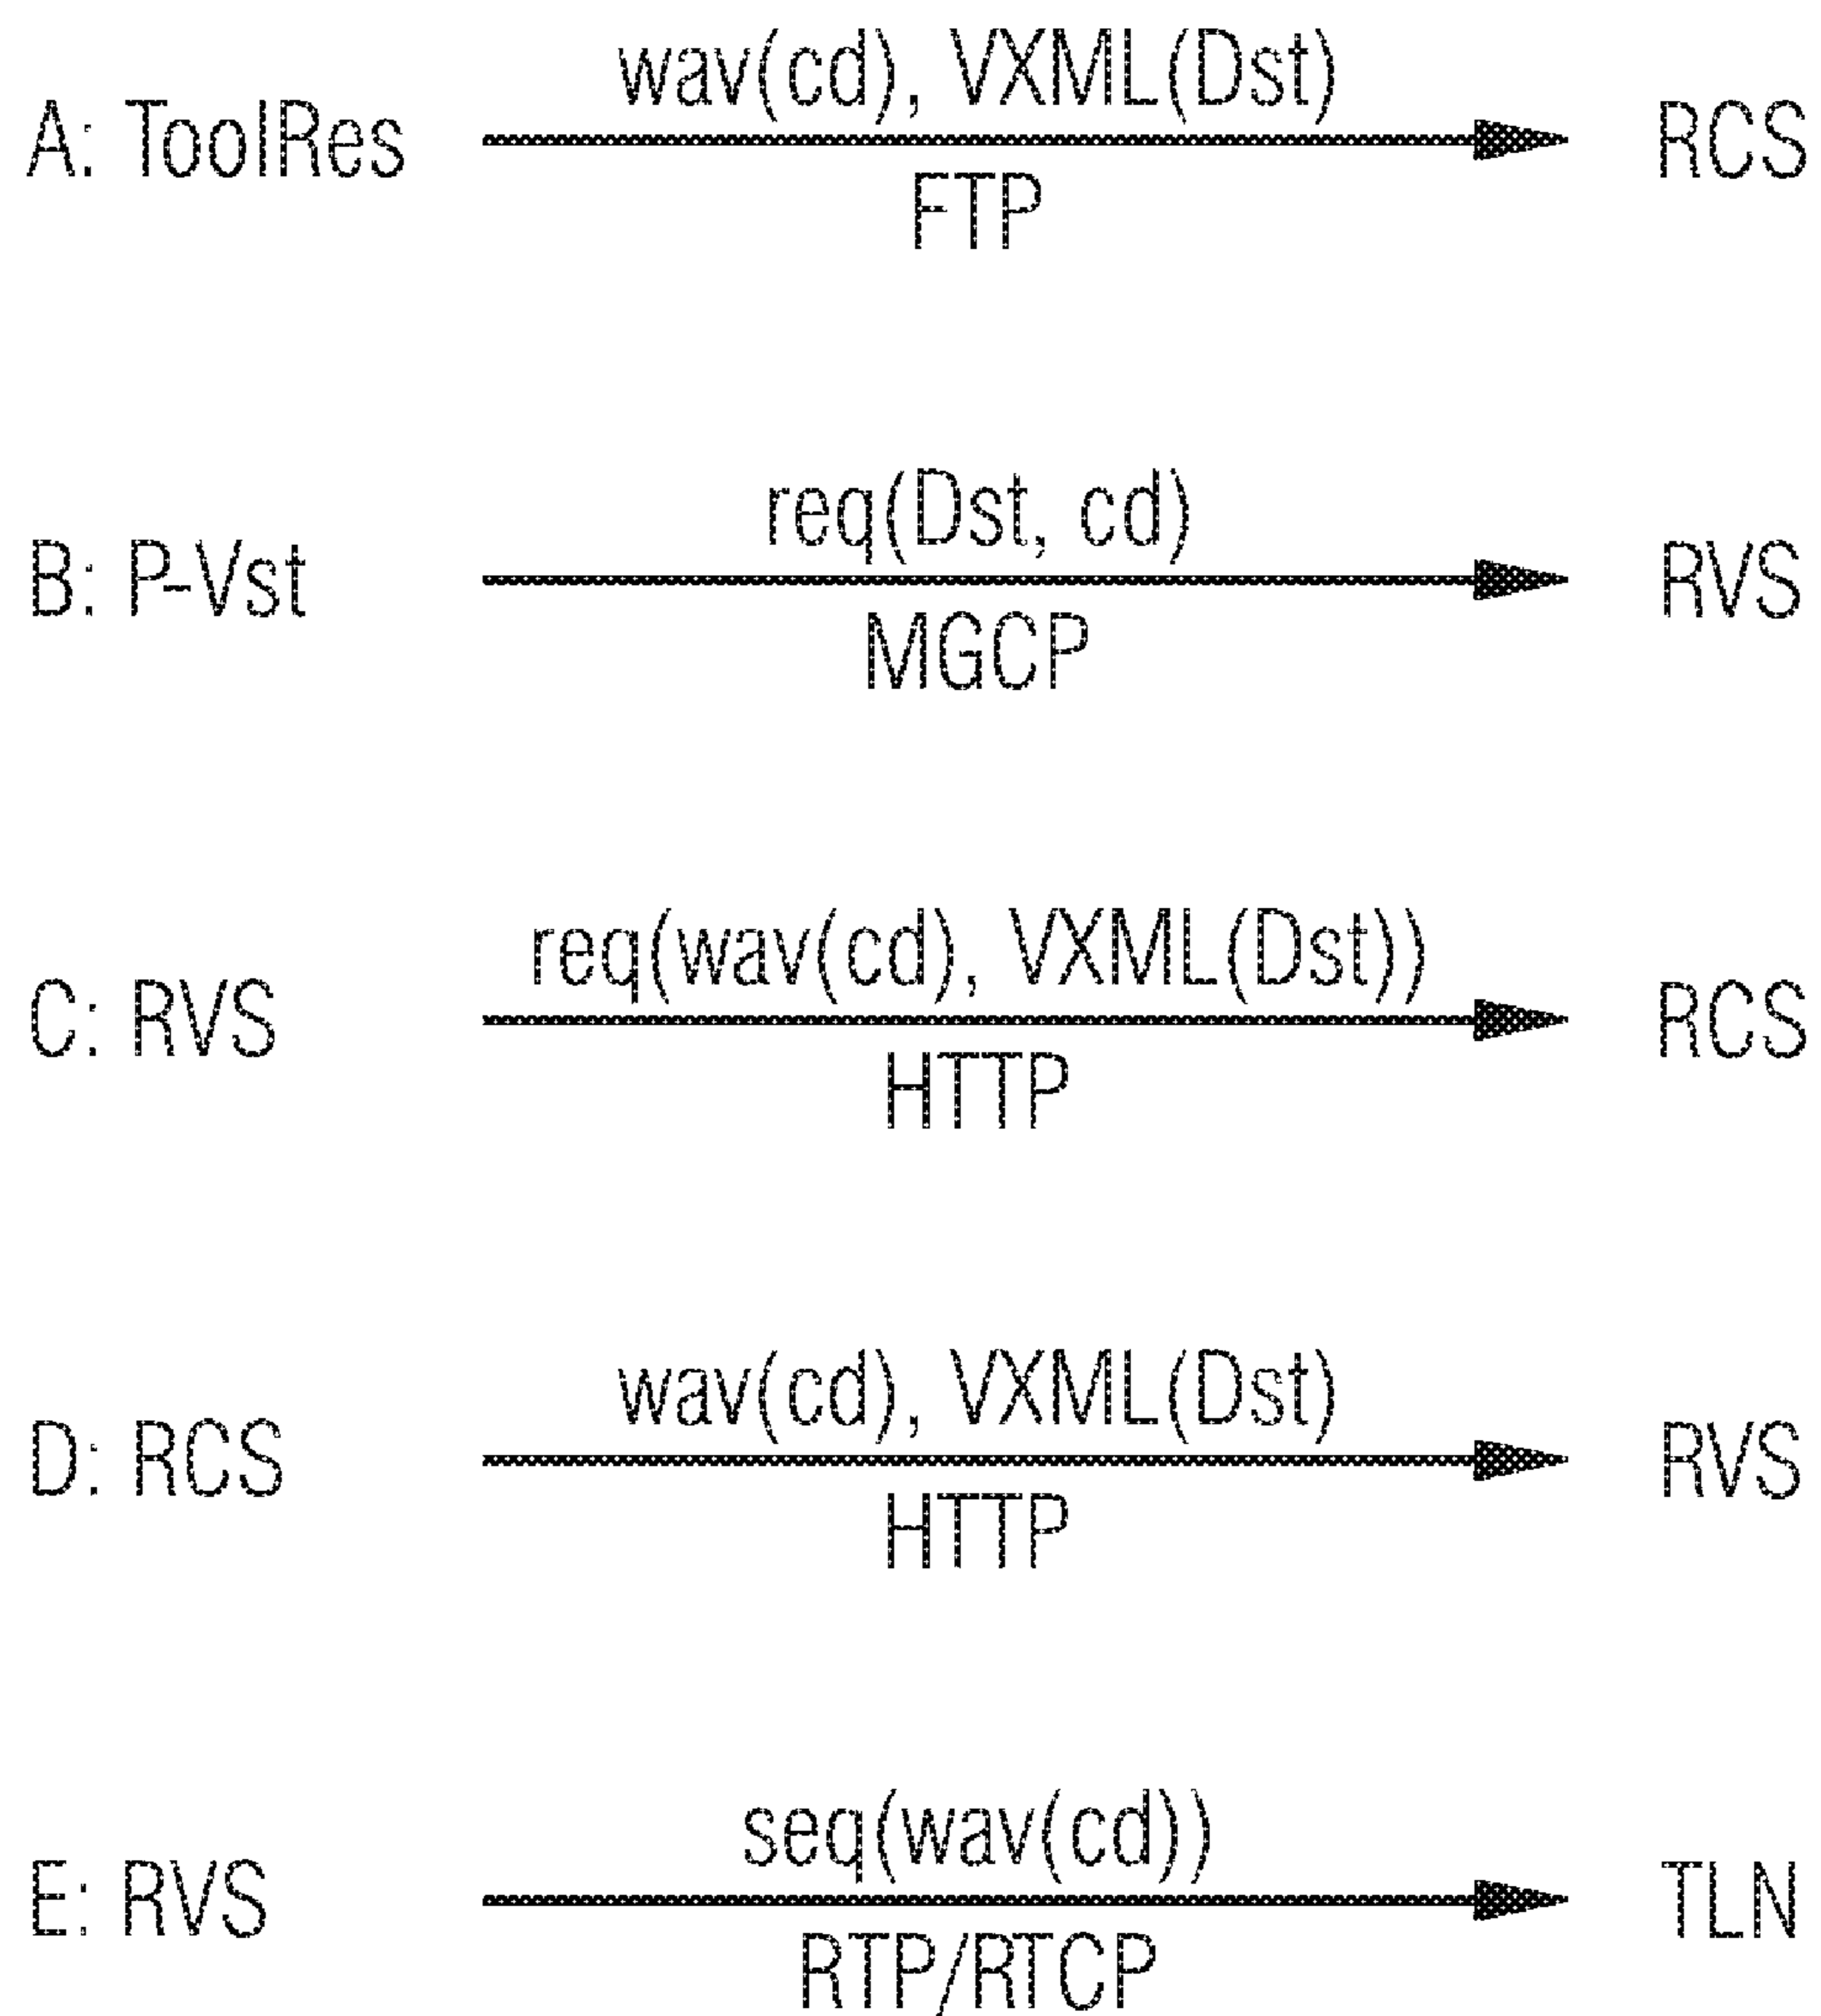 wav(cd), VXML(Dst)
A: ToolRes RCS
FTP
req(Dst, cd)
B: P-Vst RVS
MGCP
req(wav(cd), VXML(Dst))
C: RVS RCS
HTTP
wav(cd), VXML(Dst)
D: RCS RVS
HTTP
seq(wav(cd))
E: RVS TLN
RTP/RTCP